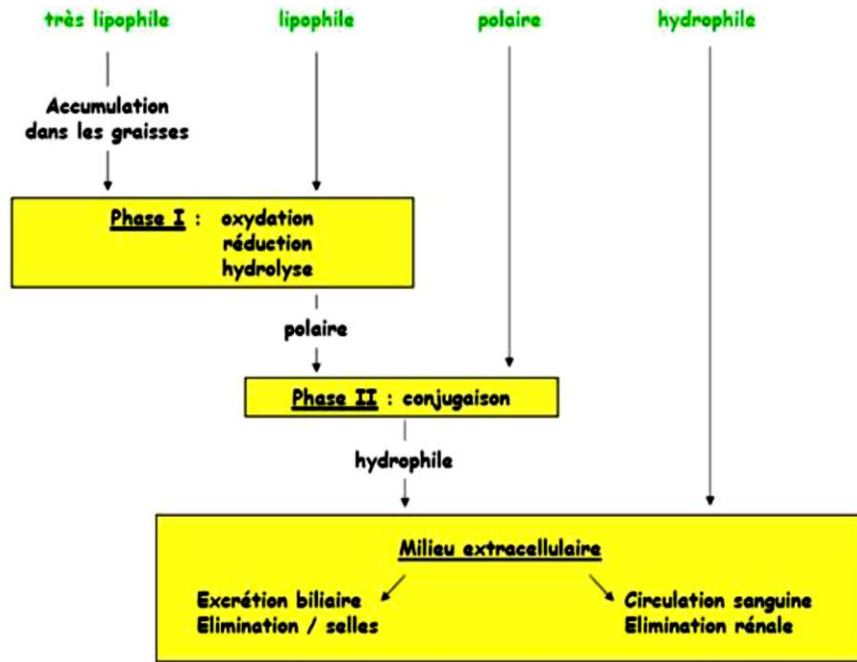 très lipophile lipophile polaire hydrophile
Accumulation
dans les graisses
Phase I : oxydation
réduction
hydrolyse
polaire
Phase II : conjugaison
hydrophile
Milieu extracellulaire
Excrétion biliaire Circulation sanguine
Elimination / selles Elimination rénale